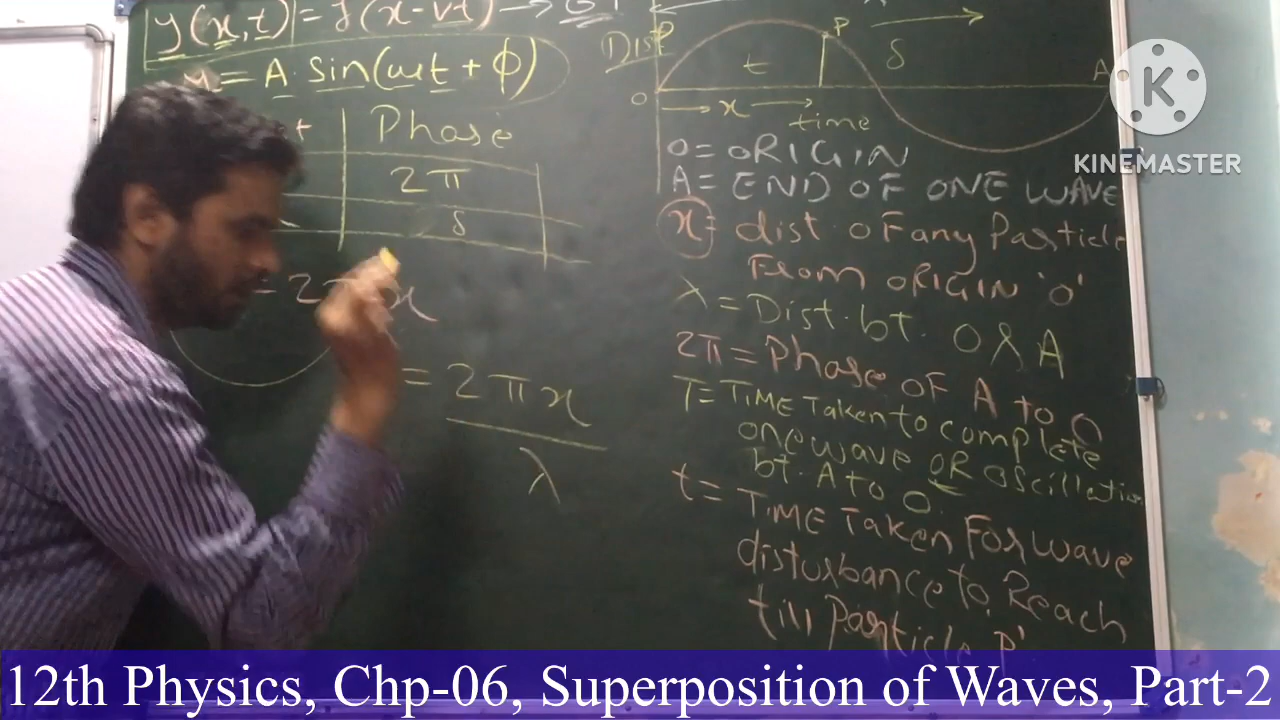 y(x,t) = f(x-vt) →
= A. sin(ωt + φ)
Phase
2π
δ
= 2π x
= 2πx
λ
Dist
P
t
δ
A
O
→ x →
time
O = ORIGIN
A = END OF ONE WAVE
x = dist. OF any Particle
From ORIGIN 'O'
λ = Dist. bt. O & A
2π = Phase OF A to O
T = TIME Taken to complete
one wave OR Oscillation
bt. A to O.
t = TIME Taken For wave
disturbance to Reach
till Particle 'P'
K
KINEMASTER
12th Physics, Chp-06, Superposition of Waves, Part-2